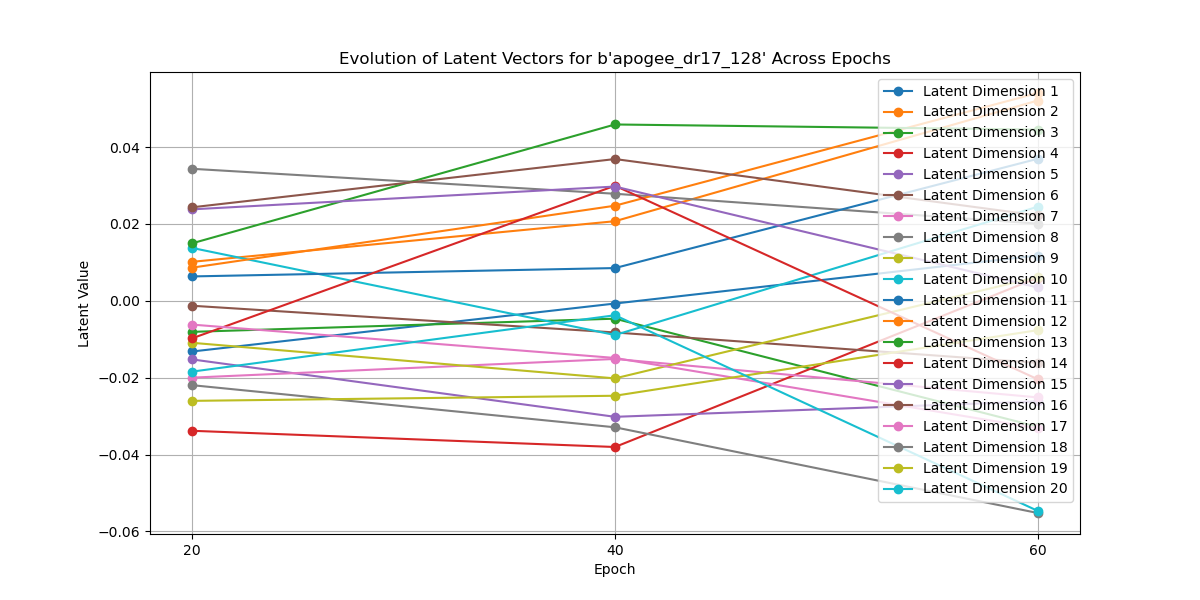 Evolution of Latent Vectors for b'apogee_dr17_128' Across Epochs
Latent Value
0.04
0.02
0.00
−0.02
−0.04
−0.06
20
40
60
Epoch
Latent Dimension 1
Latent Dimension 2
Latent Dimension 3
Latent Dimension 4
Latent Dimension 5
Latent Dimension 6
Latent Dimension 7
Latent Dimension 8
Latent Dimension 9
Latent Dimension 10
Latent Dimension 11
Latent Dimension 12
Latent Dimension 13
Latent Dimension 14
Latent Dimension 15
Latent Dimension 16
Latent Dimension 17
Latent Dimension 18
Latent Dimension 19
Latent Dimension 20